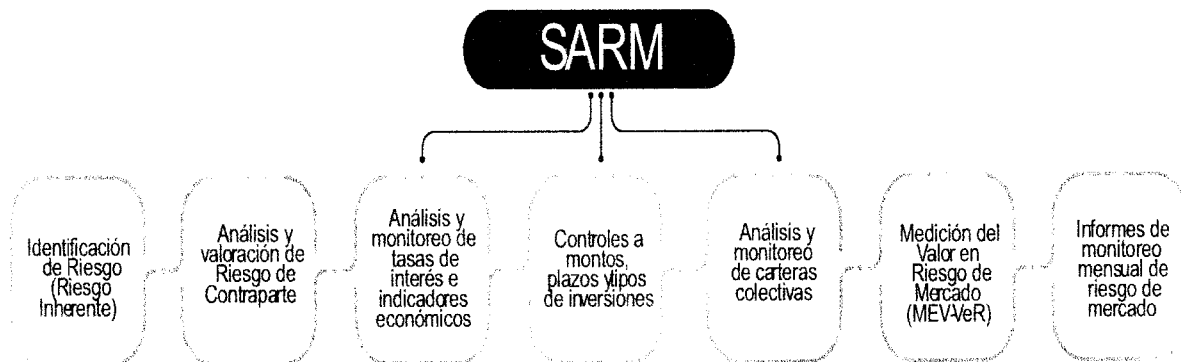 SARM
Identificación
de Riesgo
(Riesgo
Inherente)
Análisis y
valoración de
Riesgo de
Contraparte
Análisis y
monitoreo de
tasas de
interés e
indicadores
económicos
Controles a
montos,
plazos y tipos
de inversiones
Análisis y
monitoreo
de carteras
colectivas
Medición del
Valor en
Riesgo de
Mercado
(MEV-VeR)
Informes de
monitoreo
mensual de
riesgo de
mercado